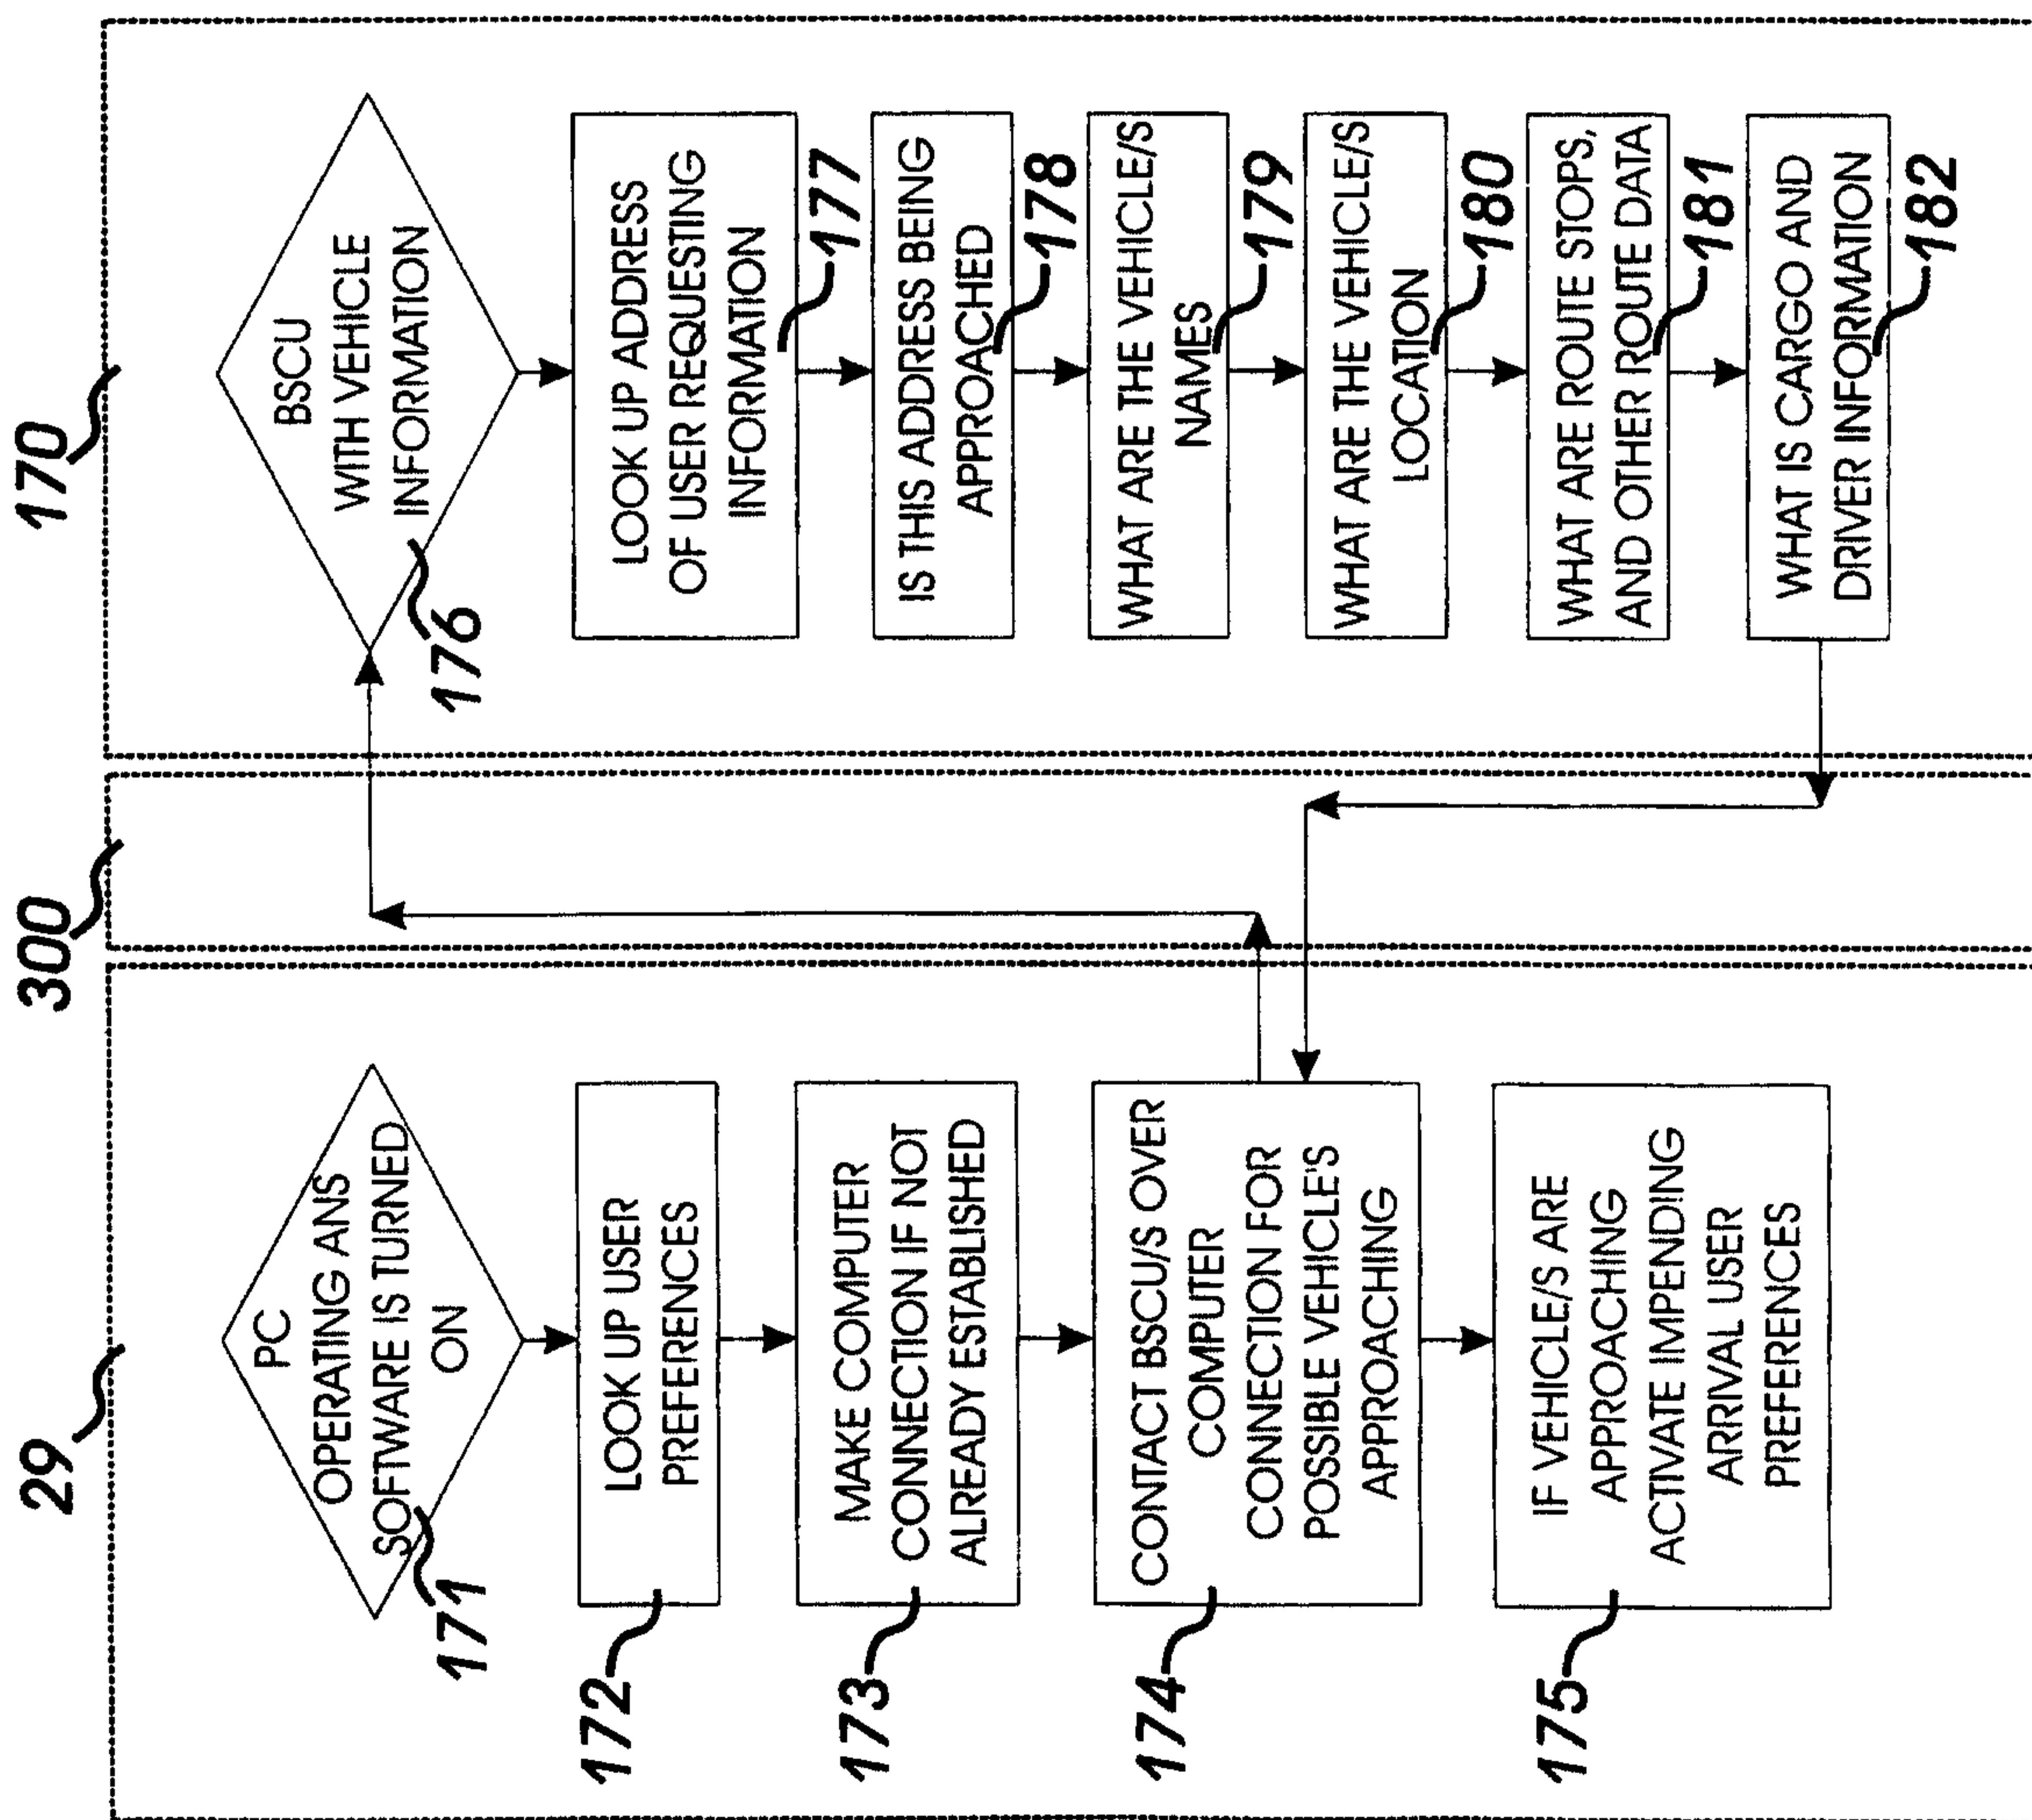 29
PC
OPERATING ANS
SOFTWARE IS TURNED
ON
171
LOOK UP USER
PREFERENCES
172
MAKE COMPUTER
CONNECTION IF NOT
ALREADY ESTABLISHED
173
CONTACT BSCU/S OVER
COMPUTER
CONNECTION FOR
POSSIBLE VEHICLE'S
APPROACHING
174
IF VEHICLE/S ARE
APPROACHING
ACTIVATE IMPENDING
ARRIVAL USER
PREFERENCES
175
300
170
BSCU
WITH VEHICLE
INFORMATION
176
LOOK UP ADDRESS
OF USER REQUESTING
INFORMATION
177
IS THIS ADDRESS BEING
APPROACHED
178
WHAT ARE THE VEHICLE/S
NAMES
179
WHAT ARE THE VEHICLE/S
LOCATION
180
WHAT ARE ROUTE STOPS,
AND OTHER ROUTE DATA
181
WHAT IS CARGO AND
DRIVER INFORMATION
182